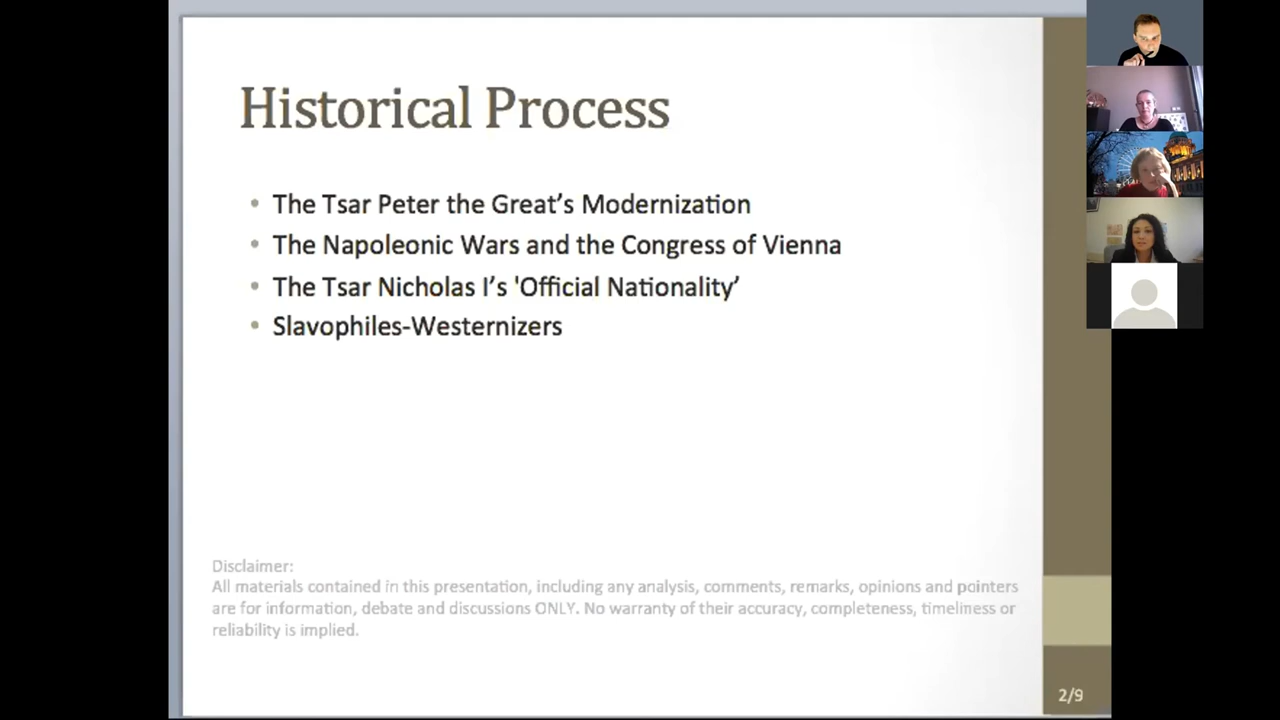 Historical Process
• The Tsar Peter the Great’s Modernization
• The Napoleonic Wars and the Congress of Vienna
• The Tsar Nicholas I’s 'Official Nationality’
• Slavophiles-Westernizers
Disclaimer:
All materials contained in this presentation, including any analysis, comments, remarks, opinions and pointers
are for information, debate and discussions ONLY. No warranty of their accuracy, completeness, timeliness or
reliability is implied.
2/9